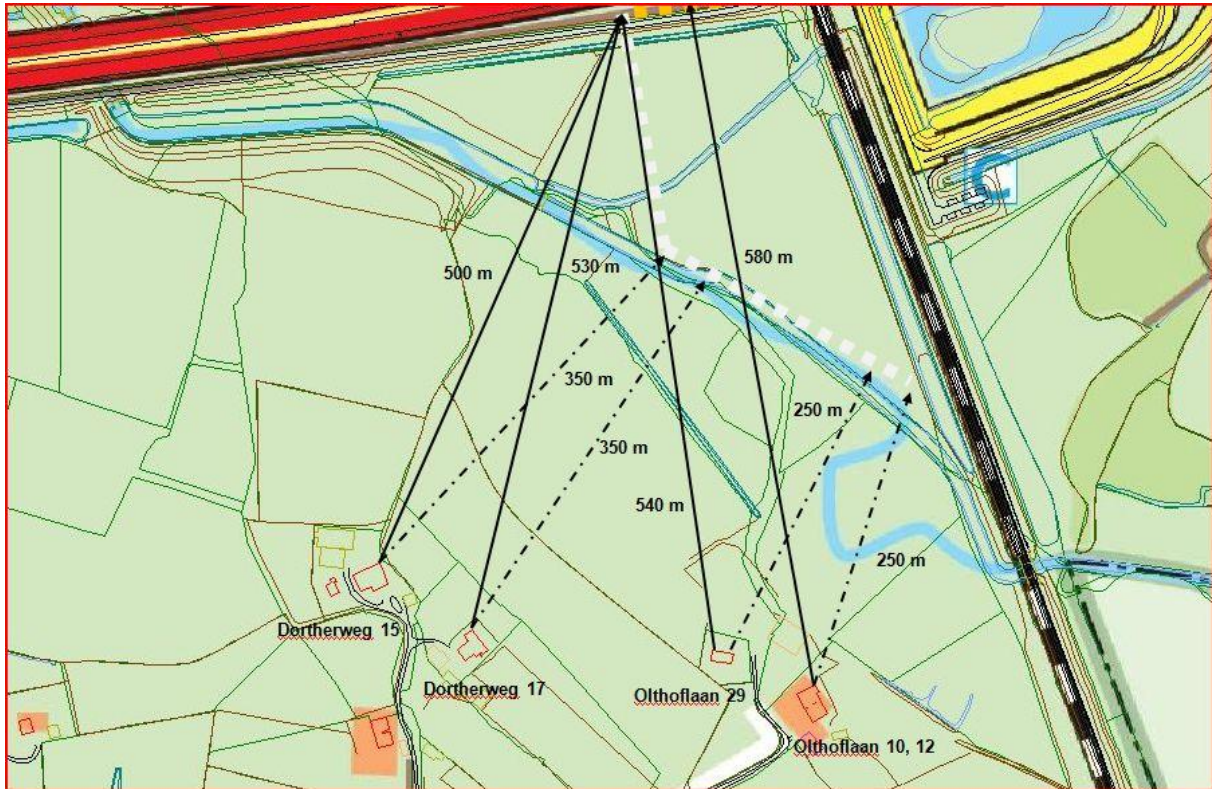 580 m
500 m
530 m
350 m
250 m
350 m
540 m
250 m
Dortherweg 15
Dortherweg 17
Olthoflaan 29
Olthoflaan 10, 12